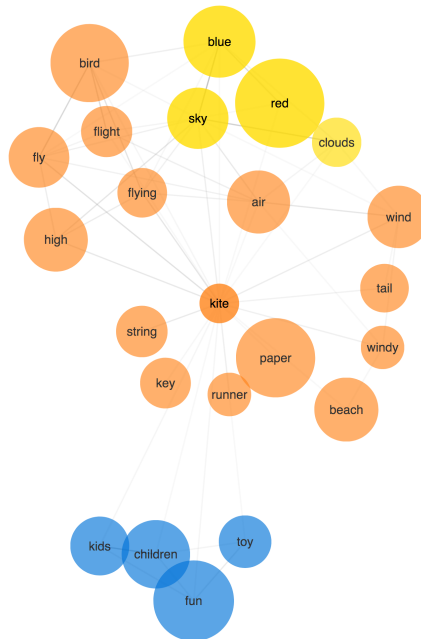 blue
bird
red
sky
flight
clouds
fly
flying
air
wind
high
tail
kite
string
windy
paper
key
runner
beach
toy
kids
children
fun